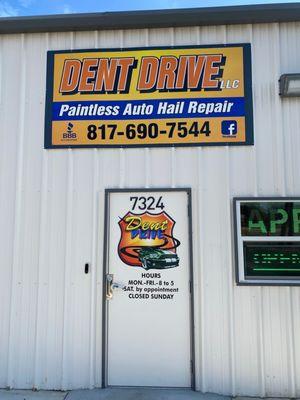 DENT DRIVE LLC
Paintless Auto Hail Repair
BBB
817-690-7544
7324
Dent
DRIVE
HOURS
MON.-FRI.-8 to 5
SAT. by appointment
CLOSED SUNDAY